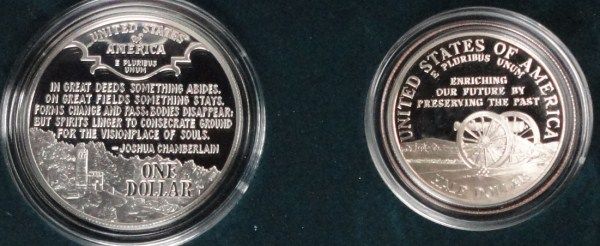 UNITED STATES
of
AMERICA
E PLURIBUS
UNUM
IN GREAT DEEDS SOMETHING ABIDES.
ON GREAT FIELDS SOMETHING STAYS.
FORMS CHANGE AND PASS; BODIES DISAPPEAR;
BUT SPIRITS LINGER TO CONSECRATE GROUND
FOR THE VISIONPLACE OF SOULS.
-JOSHUA CHAMBERLAIN
ONE
DOLLAR
UNITED STATES OF AMERICA
E PLURIBUS UNUM
ENRICHING
OUR FUTURE BY
PRESERVING THE PAST
HALF DOLLAR